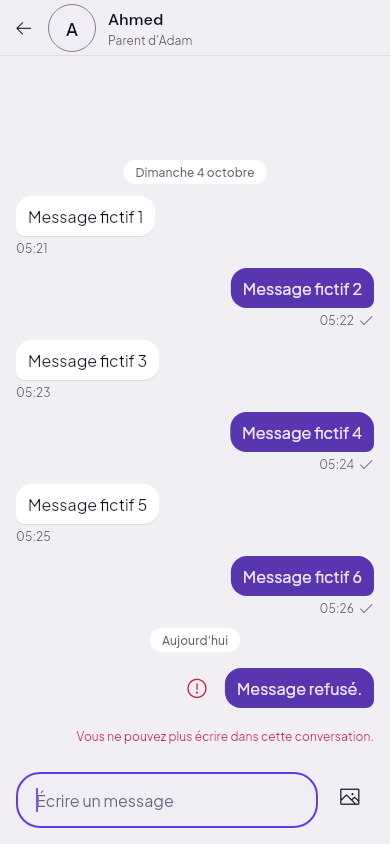 Ahmed
A
Parent d'Adam
Dimanche 4 octobre
Message fictif 1
05:21
Message fictif 2
05:22
Message fictif 3
05:23
Message fictif 4
05:24
Message fictif 5
05:25
Message fictif 6
05:26
Aujourd'hui
Message refusé.
Vous ne pouvez plus écrire dans cette conversation.
Écrire un message